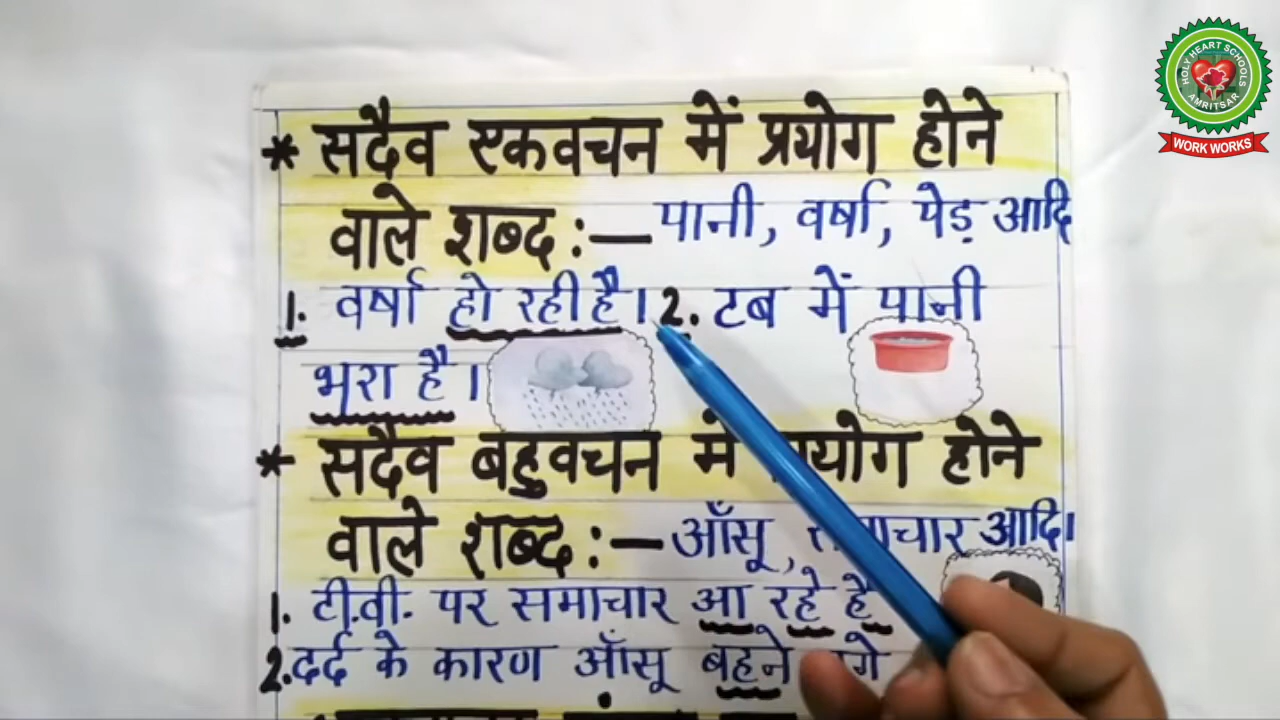 HOLY HEART SCHOOLS
AMRITSAR
WORK WORKS
* सदैव एकवचन में प्रयोग होने
वाले शब्द :— पानी, वर्षा, पेड़ आदि
1. वर्षा हो रही है। 2. टब में पानी
भरा है।
* सदैव बहुवचन में होने
वाले शब्द :— आँसू, आदि।
1. टी.वी. पर समाचार आ रहे है
2. दर्द के कारण आँसू बहने